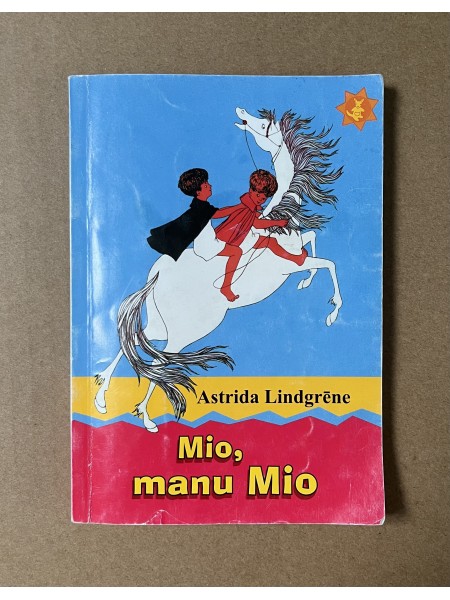 Astrida Lindgrēne
Mio,
manu Mio